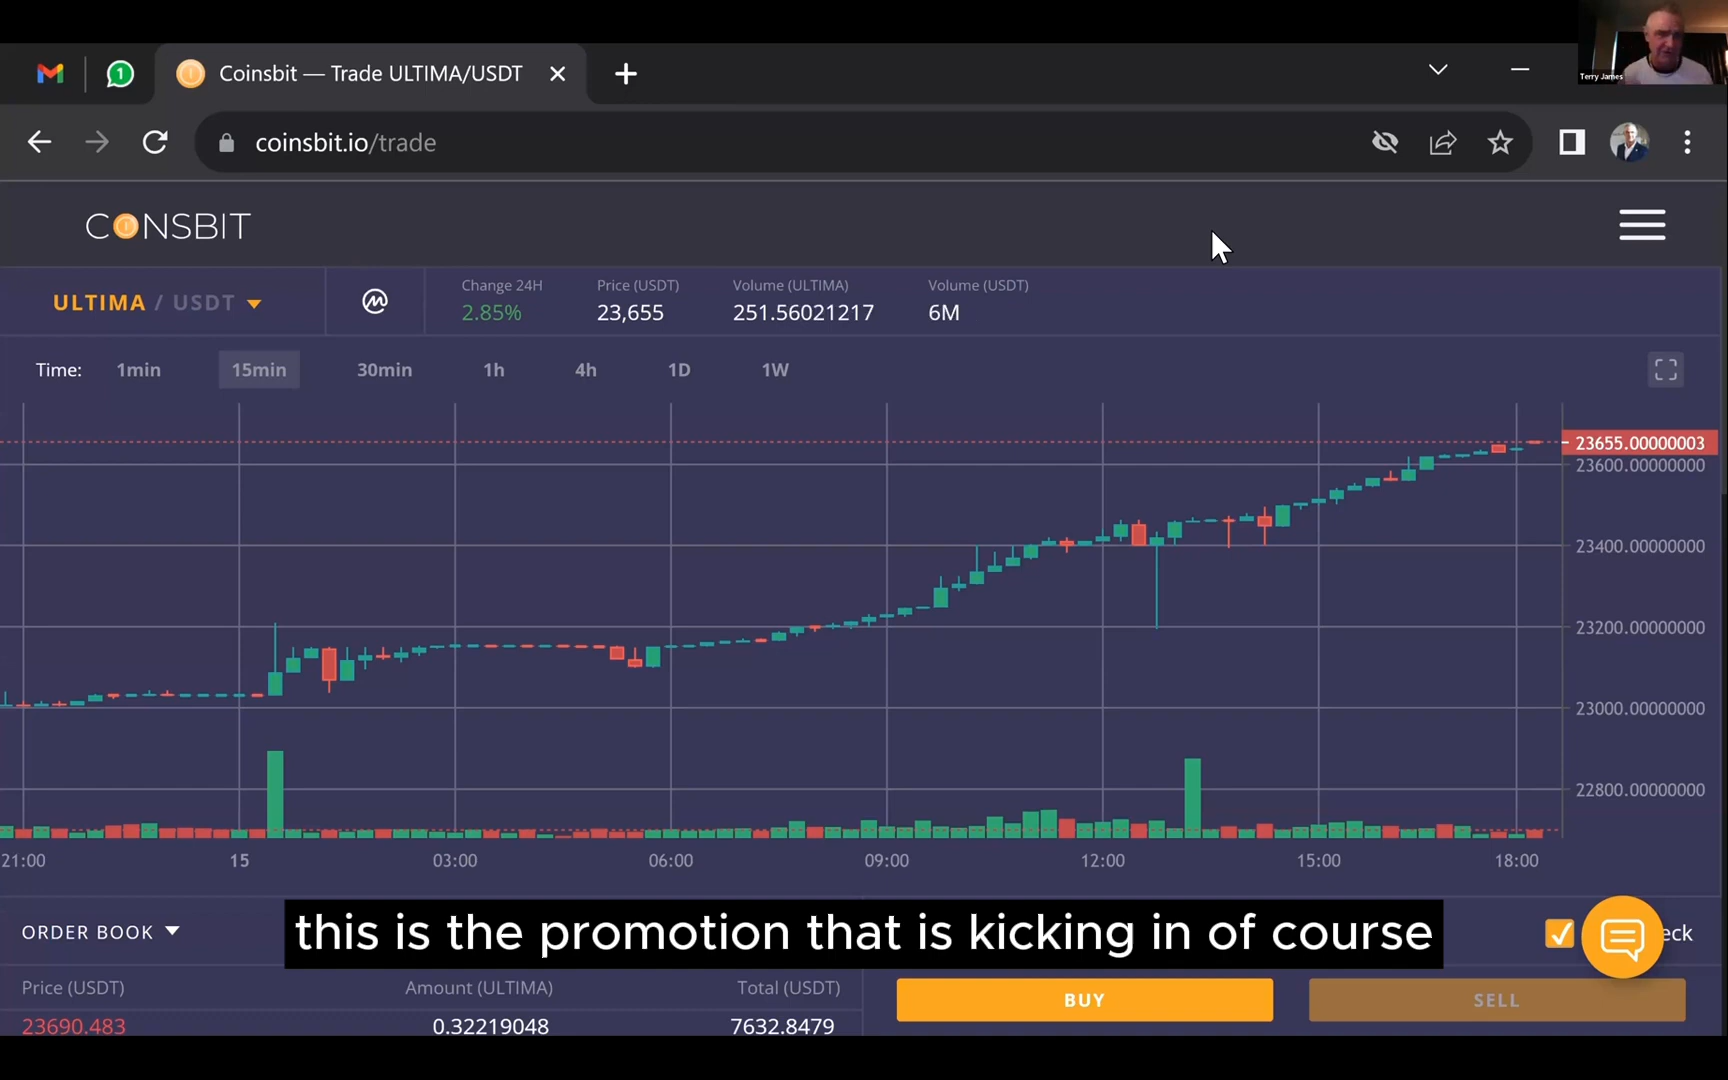 Terry James
1
Coinsbit — Trade ULTIMA/USDT
coinsbit.io/trade
COINSBIT
ULTIMA / USDT
Change 24H
2.85%
Price (USDT)
23,655
Volume (ULTIMA)
251.56021217
Volume (USDT)
6M
Time: 1min 15min 30min 1h 4h 1D 1W
23655.00000003
23600.00000000
23400.00000000
23200.00000000
23000.00000000
22800.00000000
21:00 15 03:00 06:00 09:00 12:00 15:00 18:00
ORDER BOOK
this is the promotion that is kicking in of course
eck
Price (USDT) Amount (ULTIMA) Total (USDT)
23690.483 0.32219048 7632.8479
BUY
SELL